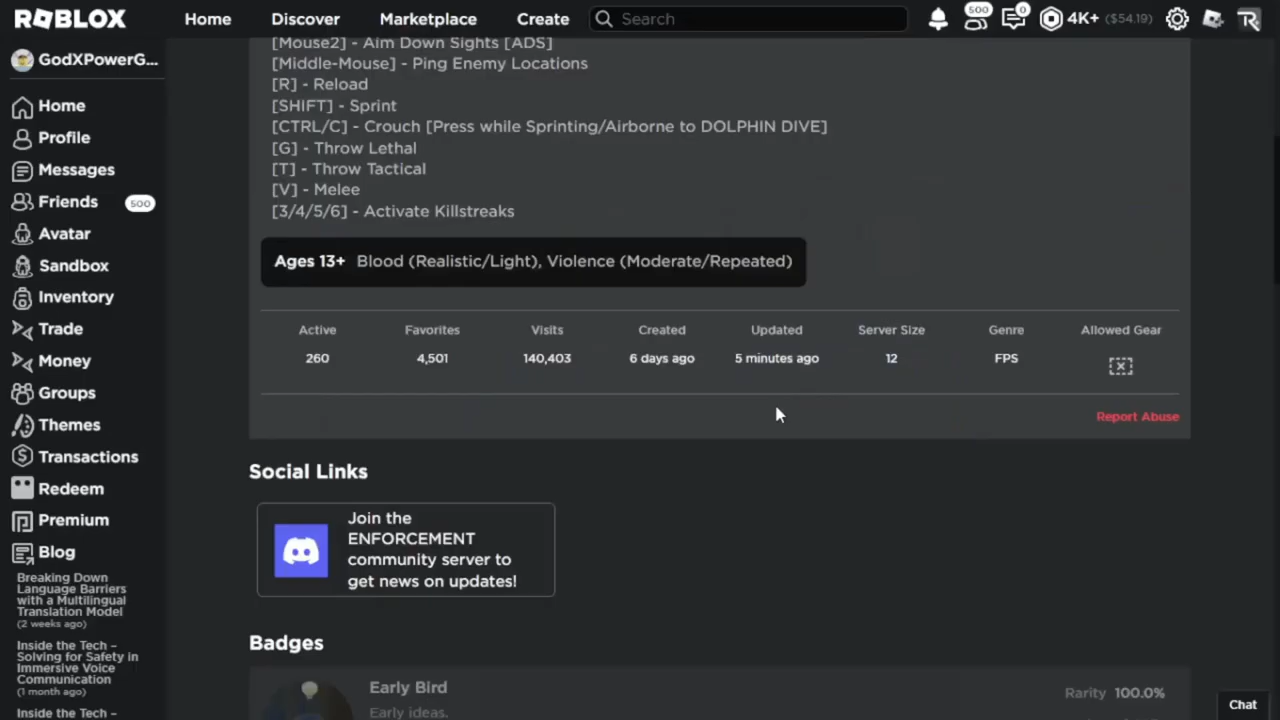 ROBLOX
Home
Discover
Marketplace
Create
Search
500
0
4K+ ($54.19)
GodXPowerG...
Home
Profile
Messages
Friends 500
Avatar
Sandbox
Inventory
Trade
Money
Groups
Themes
Transactions
Redeem
Premium
Blog
Breaking Down
Language Barriers
with a Multilingual
Translation Model
(2 weeks ago)
Inside the Tech –
Solving for Safety in
Immersive Voice
Communication
(1 month ago)
Inside the Tech –
[Mouse2] - Aim Down Sights [ADS]
[Middle-Mouse] - Ping Enemy Locations
[R] - Reload
[SHIFT] - Sprint
[CTRL/C] - Crouch [Press while Sprinting/Airborne to DOLPHIN DIVE]
[G] - Throw Lethal
[T] - Throw Tactical
[V] - Melee
[3/4/5/6] - Activate Killstreaks
Ages 13+ Blood (Realistic/Light), Violence (Moderate/Repeated)
Active Favorites Visits Created Updated Server Size Genre Allowed Gear
260 4,501 140,403 6 days ago 5 minutes ago 12 FPS
Report Abuse
Social Links
Join the
ENFORCEMENT
community server to
get news on updates!
Badges
Early Bird
Early ideas.
Rarity 100.0%
Chat